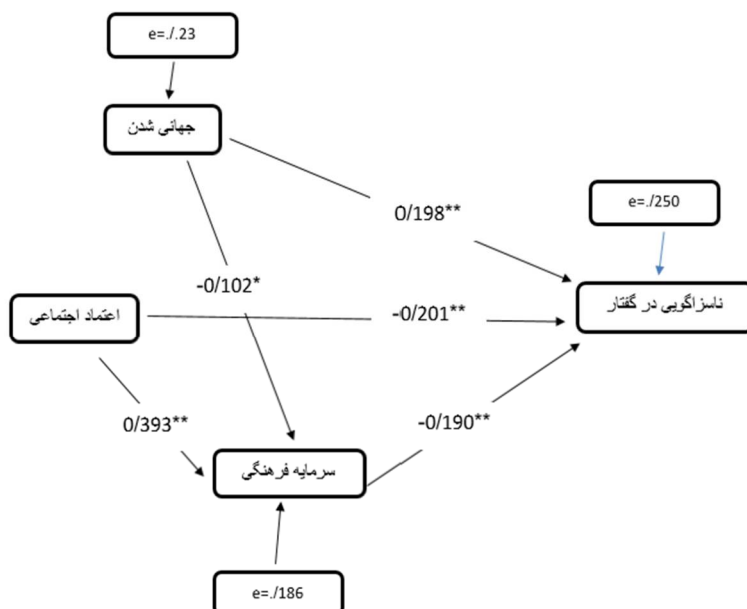 e=./.23
جهانی شدن
0/198**
e=./250
-0/102*
ناسزاگویی در گفتار
اعتماد اجتماعی
-0/201**
0/393**
-0/190**
سرمایه فرهنگی
e=./186